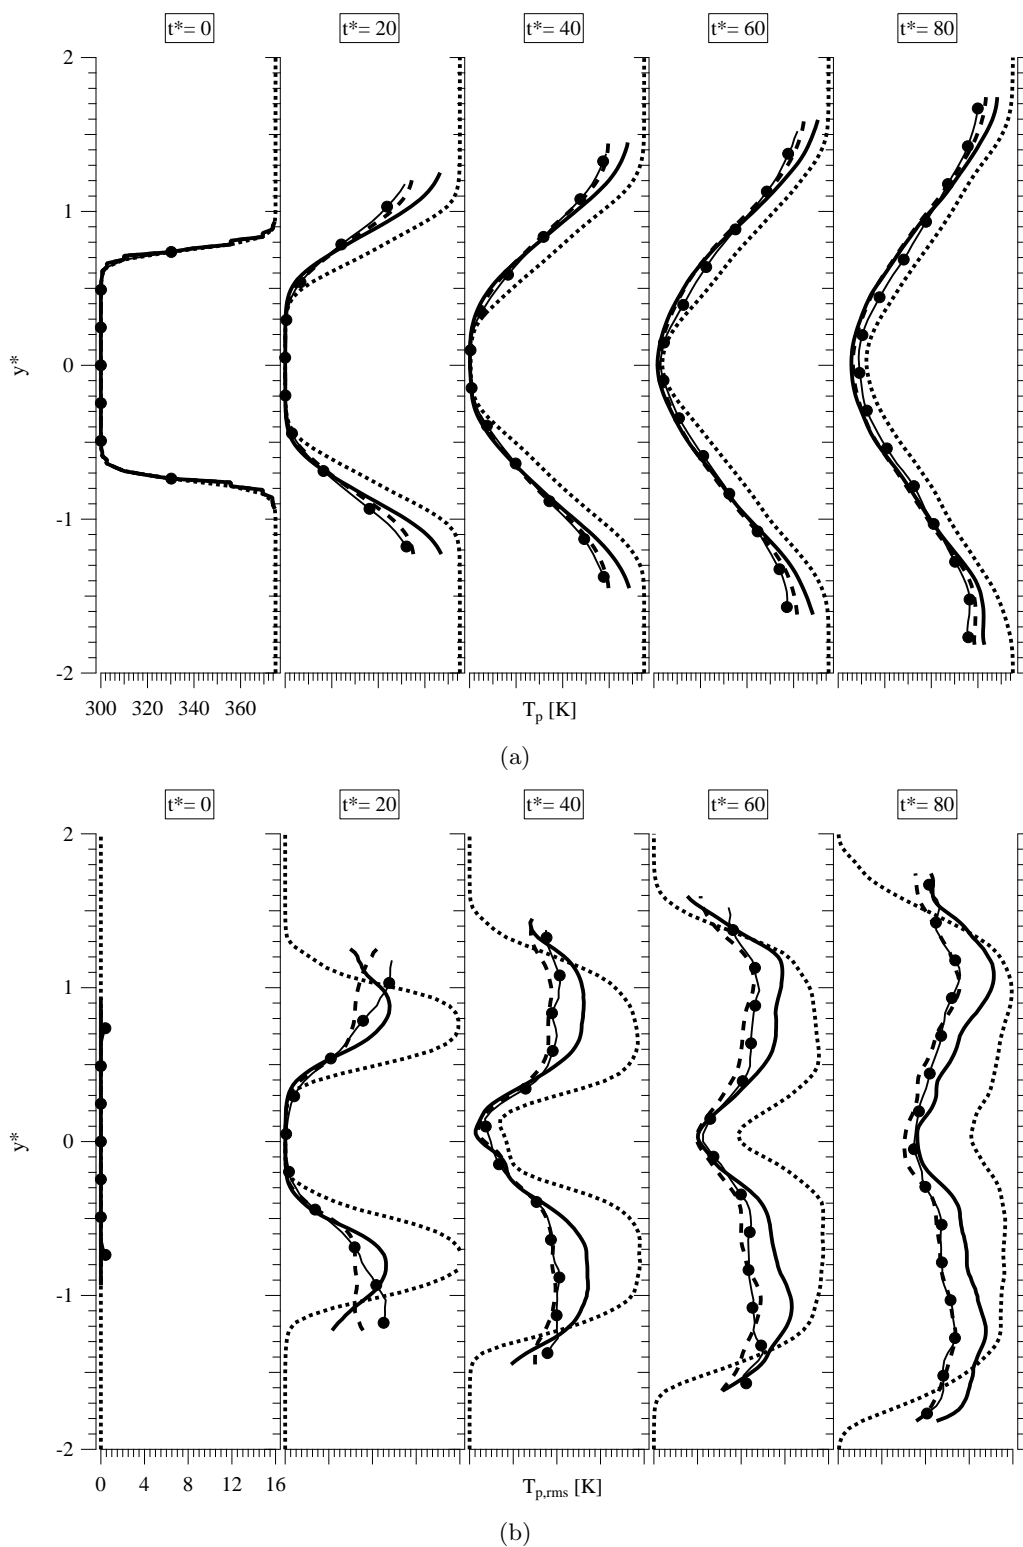 t*= 0 t*= 20 t*= 40 t*= 60 t*= 80
2
1
y*
0
-1
-2
300 320 340 360 T_p [K]
(a)
t*= 0 t*= 20 t*= 40 t*= 60 t*= 80
2
1
y*
0
-1
-2
0 4 8 12 16 T_p,rms [K]
(b)